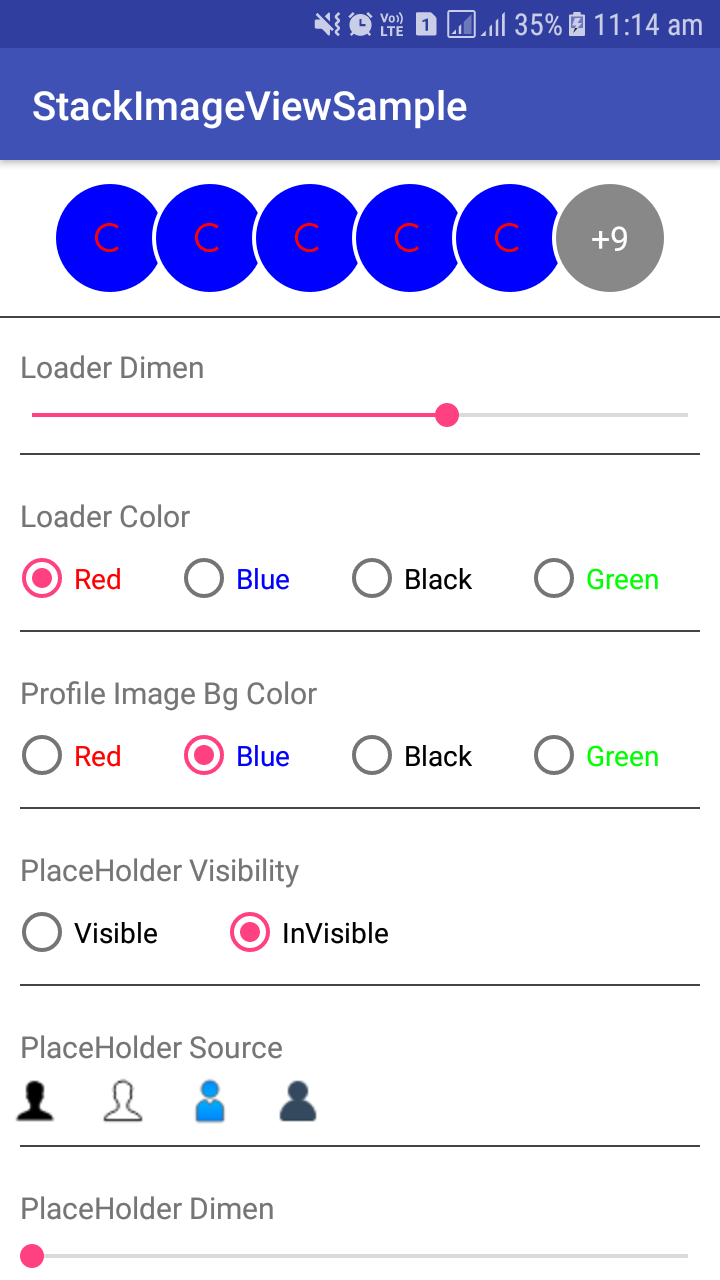 Vo)) LTE 1 35% 11:14 am
StackImageViewSample
+9
Loader Dimen
Loader Color
Red Blue Black Green
Profile Image Bg Color
Red Blue Black Green
PlaceHolder Visibility
Visible InVisible
PlaceHolder Source
PlaceHolder Dimen